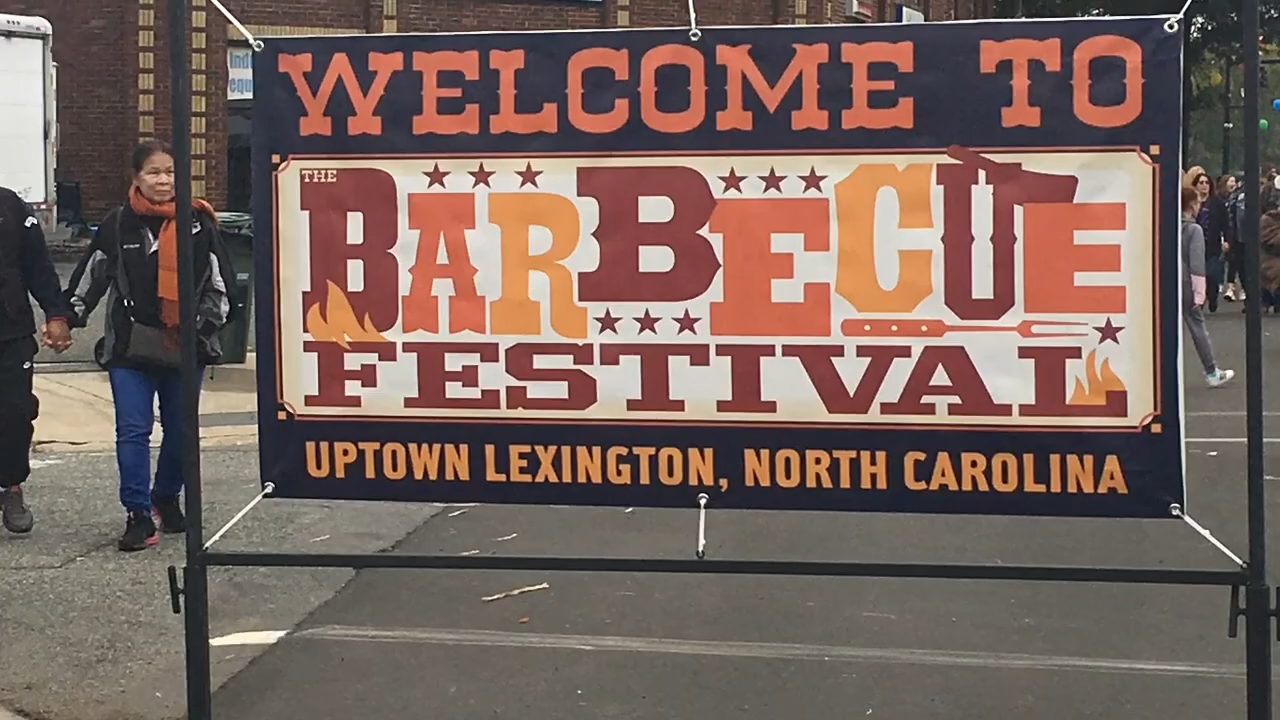 WELCOME TO
THE
BARBECUE
FESTIVAL
UPTOWN LEXINGTON, NORTH CAROLINA